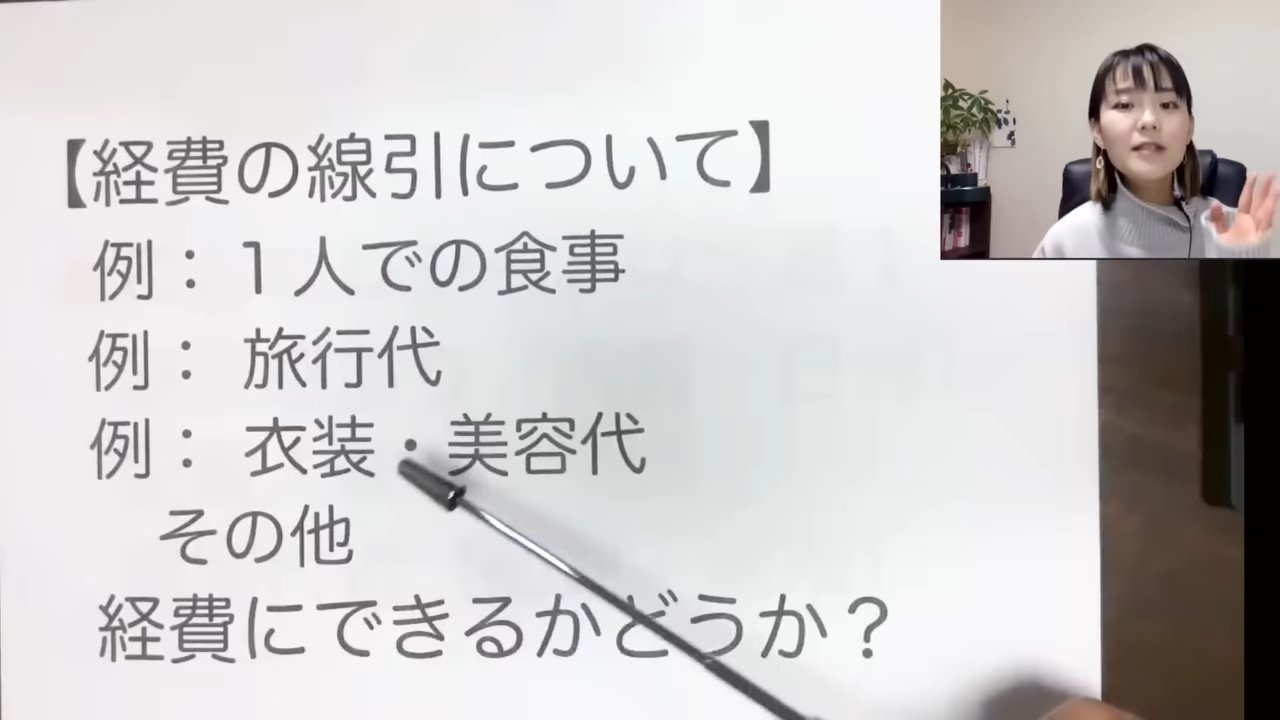 【経費の線引について】
例：１人での食事
例： 旅行代
例： 衣装・美容代
その他
経費にできるかどうか？